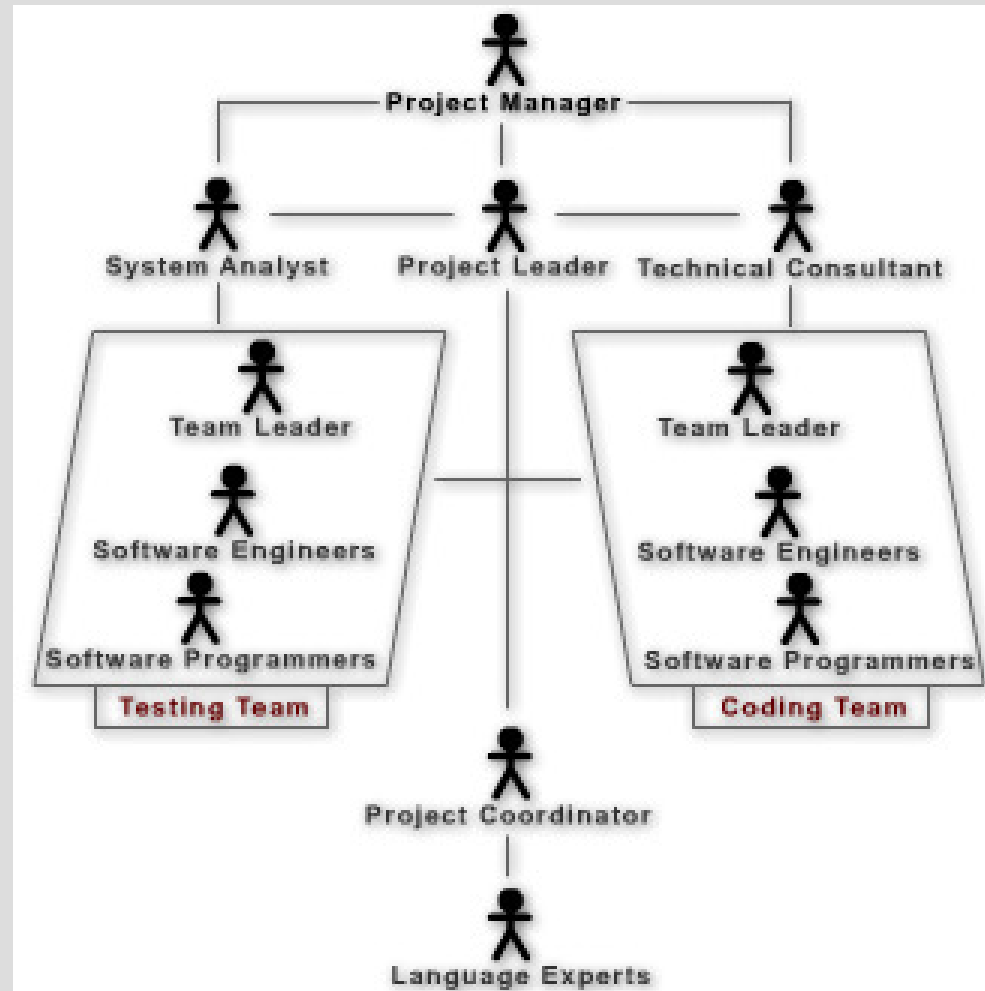 Project Manager
System Analyst
Project Leader
Technical Consultant
Team Leader
Software Engineers
Software Programmers
Testing Team
Team Leader
Software Engineers
Software Programmers
Coding Team
Project Coordinator
Language Experts